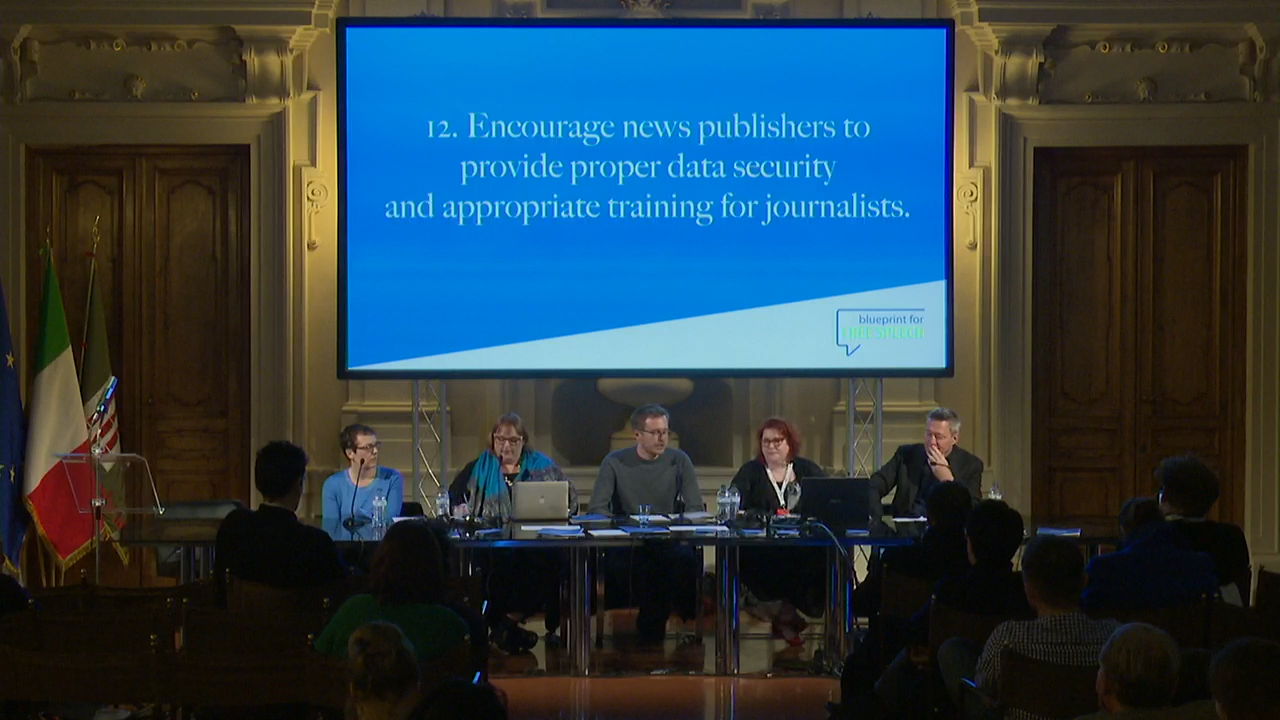 12. Encourage news publishers to
provide proper data security
and appropriate training for journalists.
blueprint for
FREE SPEECH